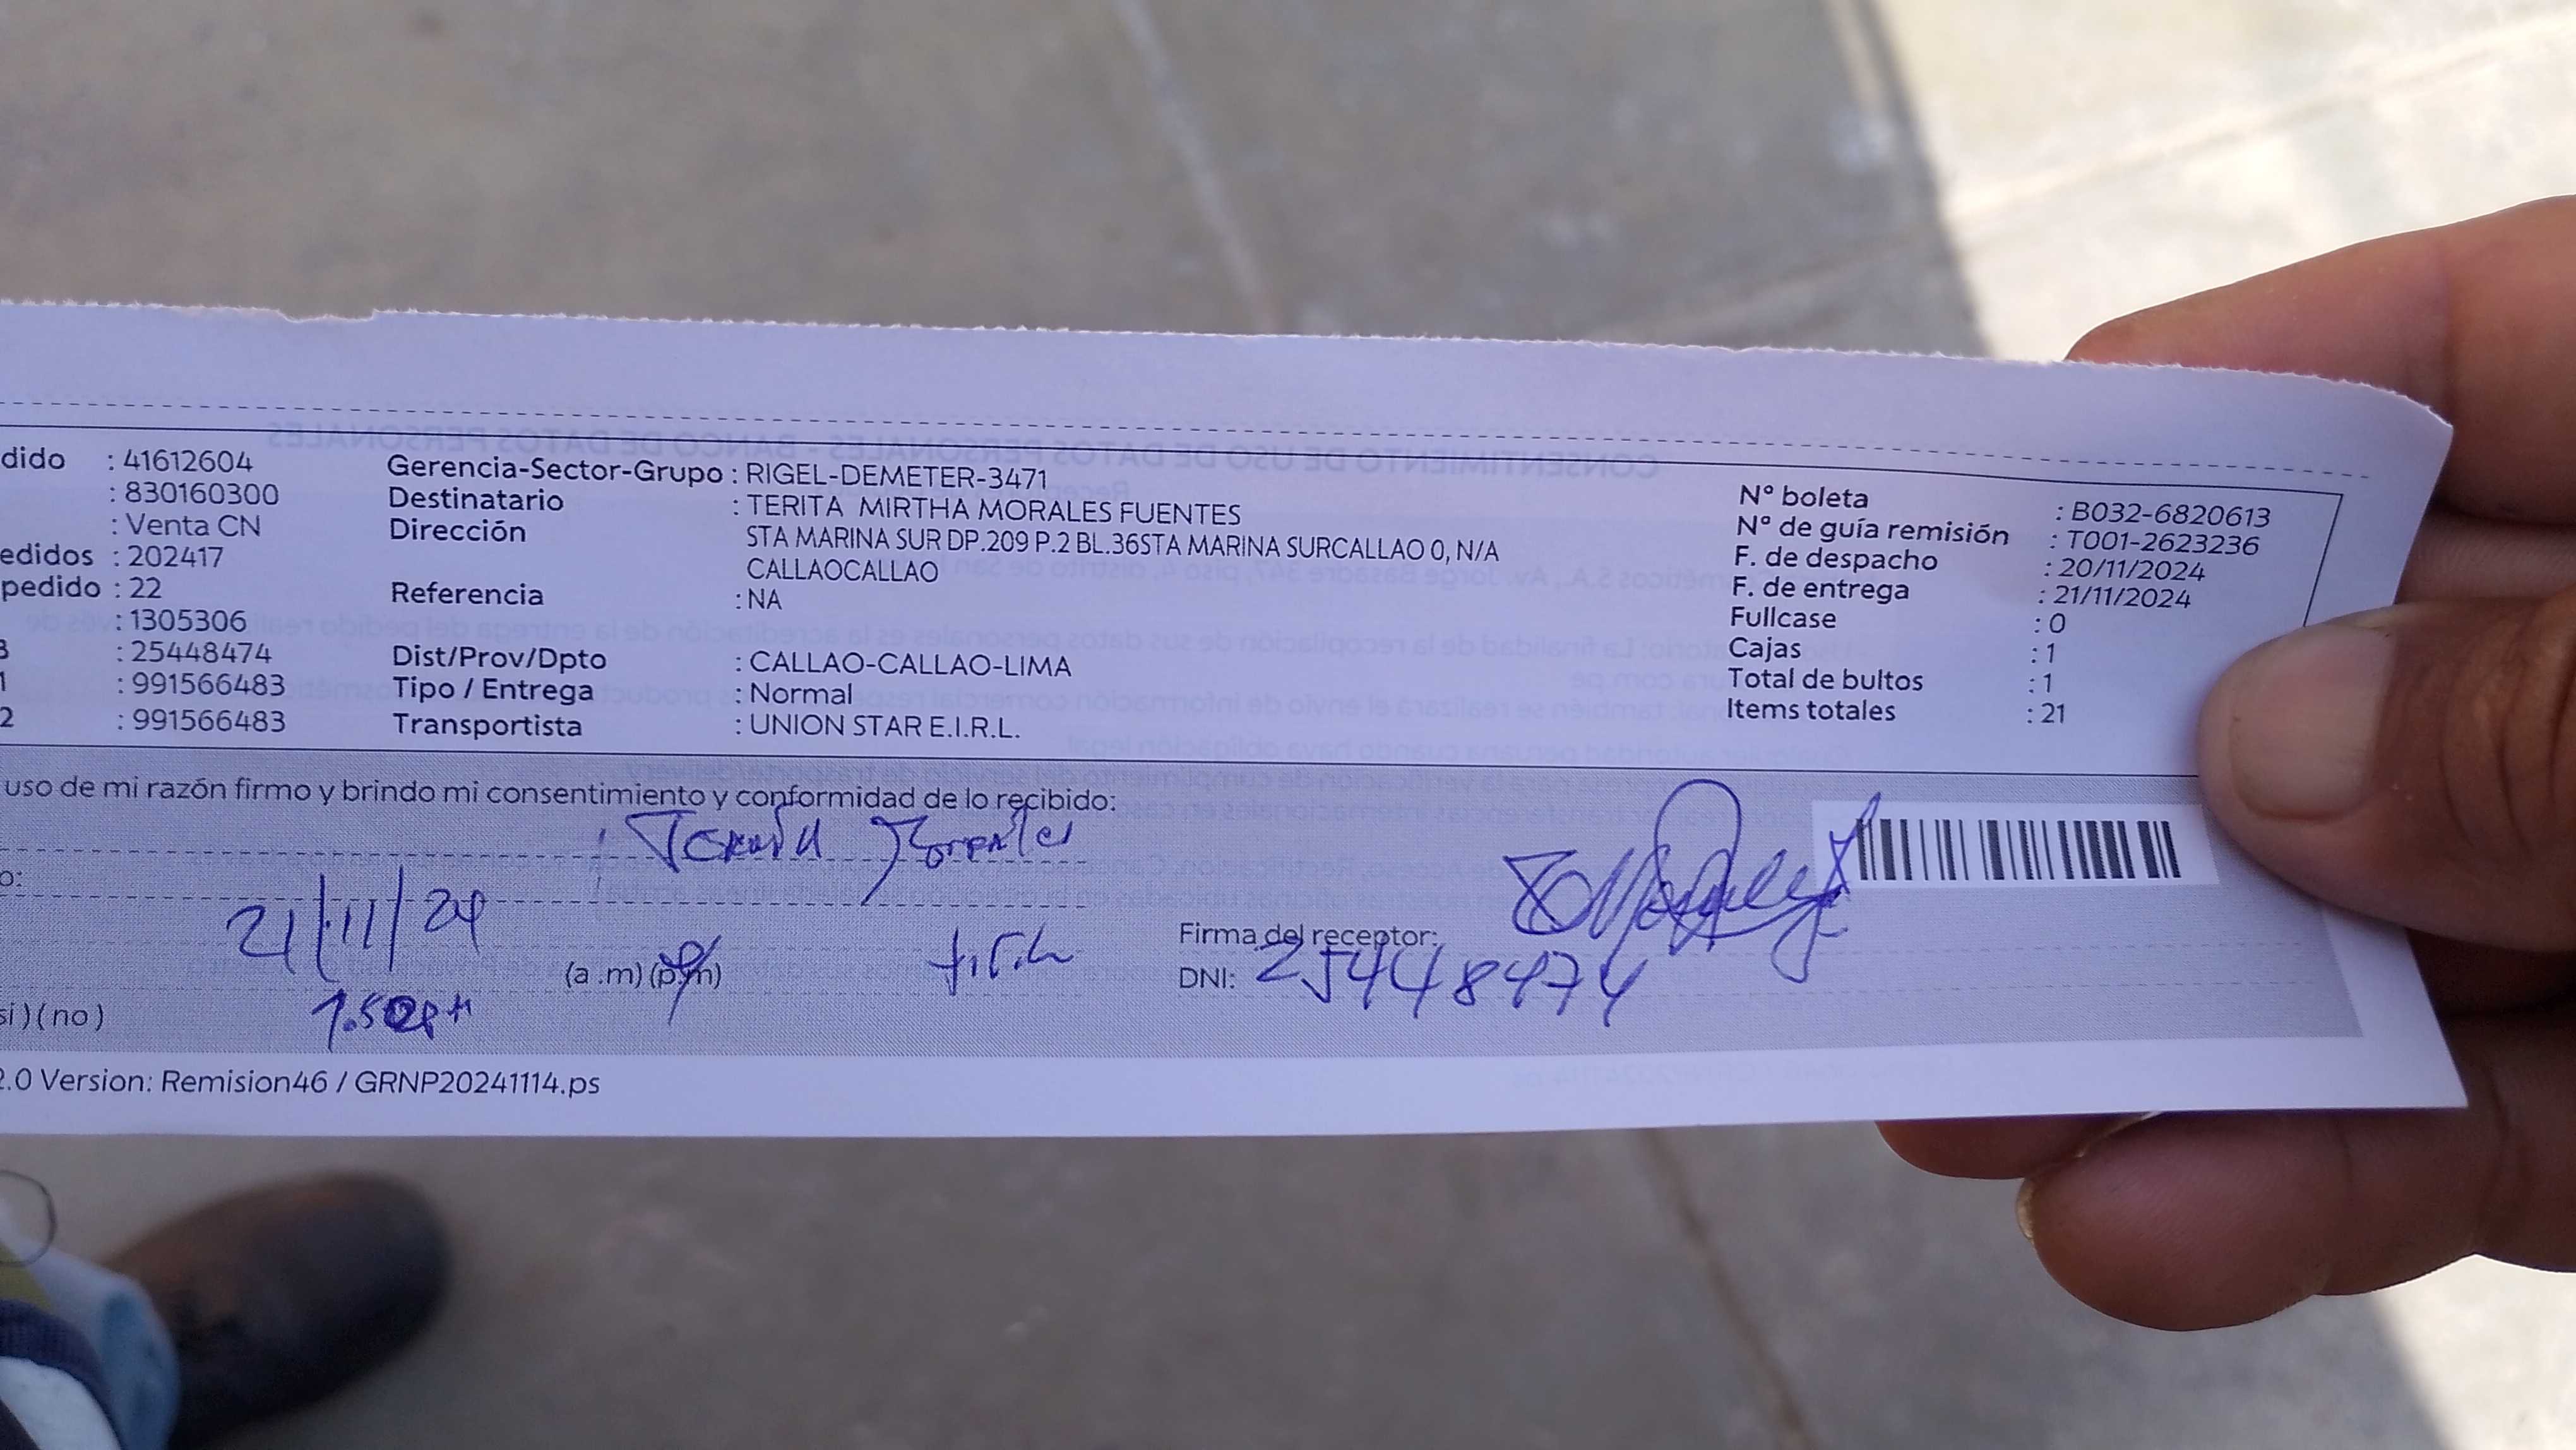 dido : 41612604
: 830160300
: Venta CN
edidos : 202417
pedido : 22
: 1305306
3 : 25448474
1 : 991566483
2 : 991566483
Gerencia-Sector-Grupo : RIGEL-DEMETER-3471
Destinatario : TERITA MIRTHA MORALES FUENTES
Dirección STA MARINA SUR DP.209 P.2 BL.36STA MARINA SURCALLAO 0, N/A
CALLAOCALLAO
Referencia : NA
Dist/Prov/Dpto : CALLAO-CALLAO-LIMA
Tipo / Entrega : Normal
Transportista : UNION STAR E.I.R.L.
N° boleta : B032-6820613
N° de guía remisión : T001-2623236
F. de despacho : 20/11/2024
F. de entrega : 21/11/2024
Fullcase : 0
Cajas : 1
Total de bultos : 1
Items totales : 21
uso de mi razón firmo y brindo mi consentimiento y conformidad de lo recibido:
Morales
o:
21/11/24
(a.m) (p.m)
Firma del receptor:
DNI: 25448474
si ) ( no )
2.0 Version: Remision46 / GRNP20241114.ps